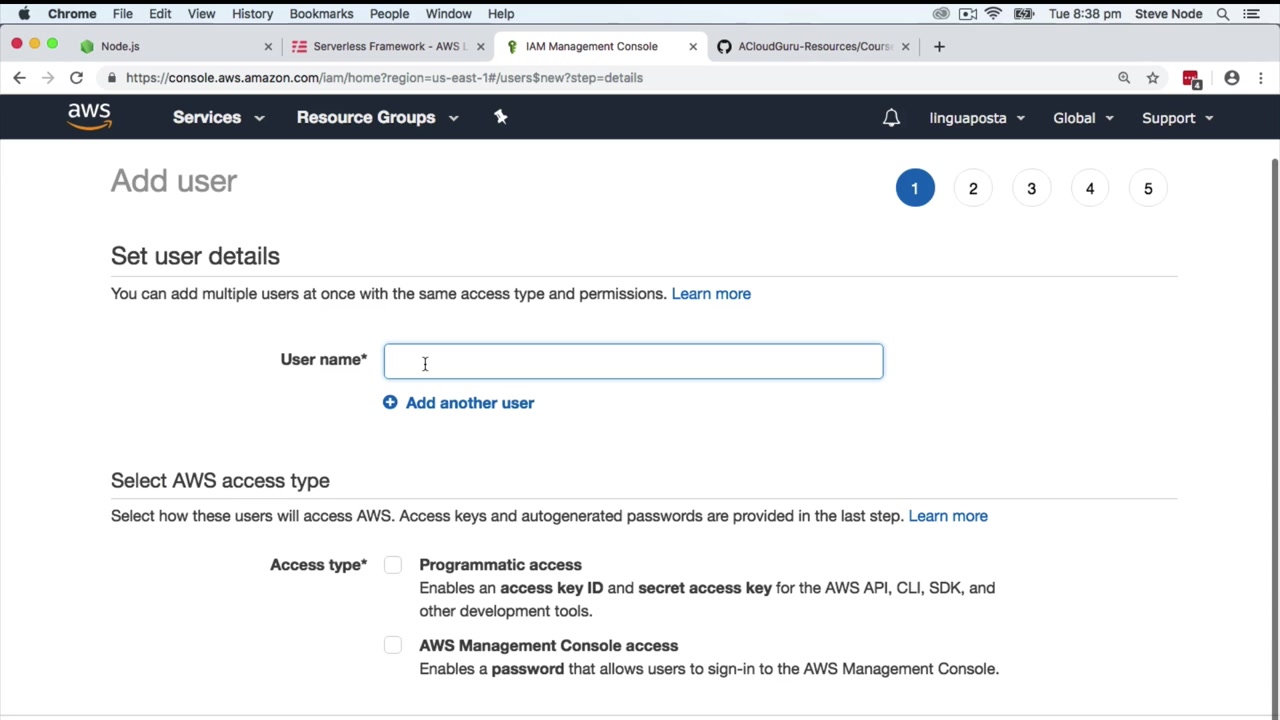 Chrome File Edit View History Bookmarks People Window Help Tue 8:38 pm Steve Node
Node.js Serverless Framework - AWS IAM Management Console ACloudGuru-Resources/Course
https://console.aws.amazon.com/iam/home?region=us-east-1#/users$new?step=details 4
aws Services Resource Groups linguaposta Global Support
Add user 1 2 3 4 5
Set user details
You can add multiple users at once with the same access type and permissions. Learn more
User name*
Add another user
Select AWS access type
Select how these users will access AWS. Access keys and autogenerated passwords are provided in the last step. Learn more
Access type* Programmatic access
Enables an access key ID and secret access key for the AWS API, CLI, SDK, and
other development tools.
AWS Management Console access
Enables a password that allows users to sign-in to the AWS Management Console.